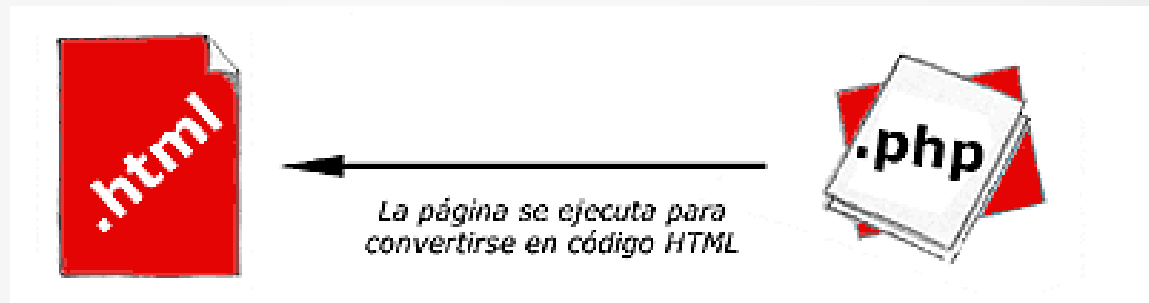 .html
.php
La página se ejecuta para
convertirse en código HTML